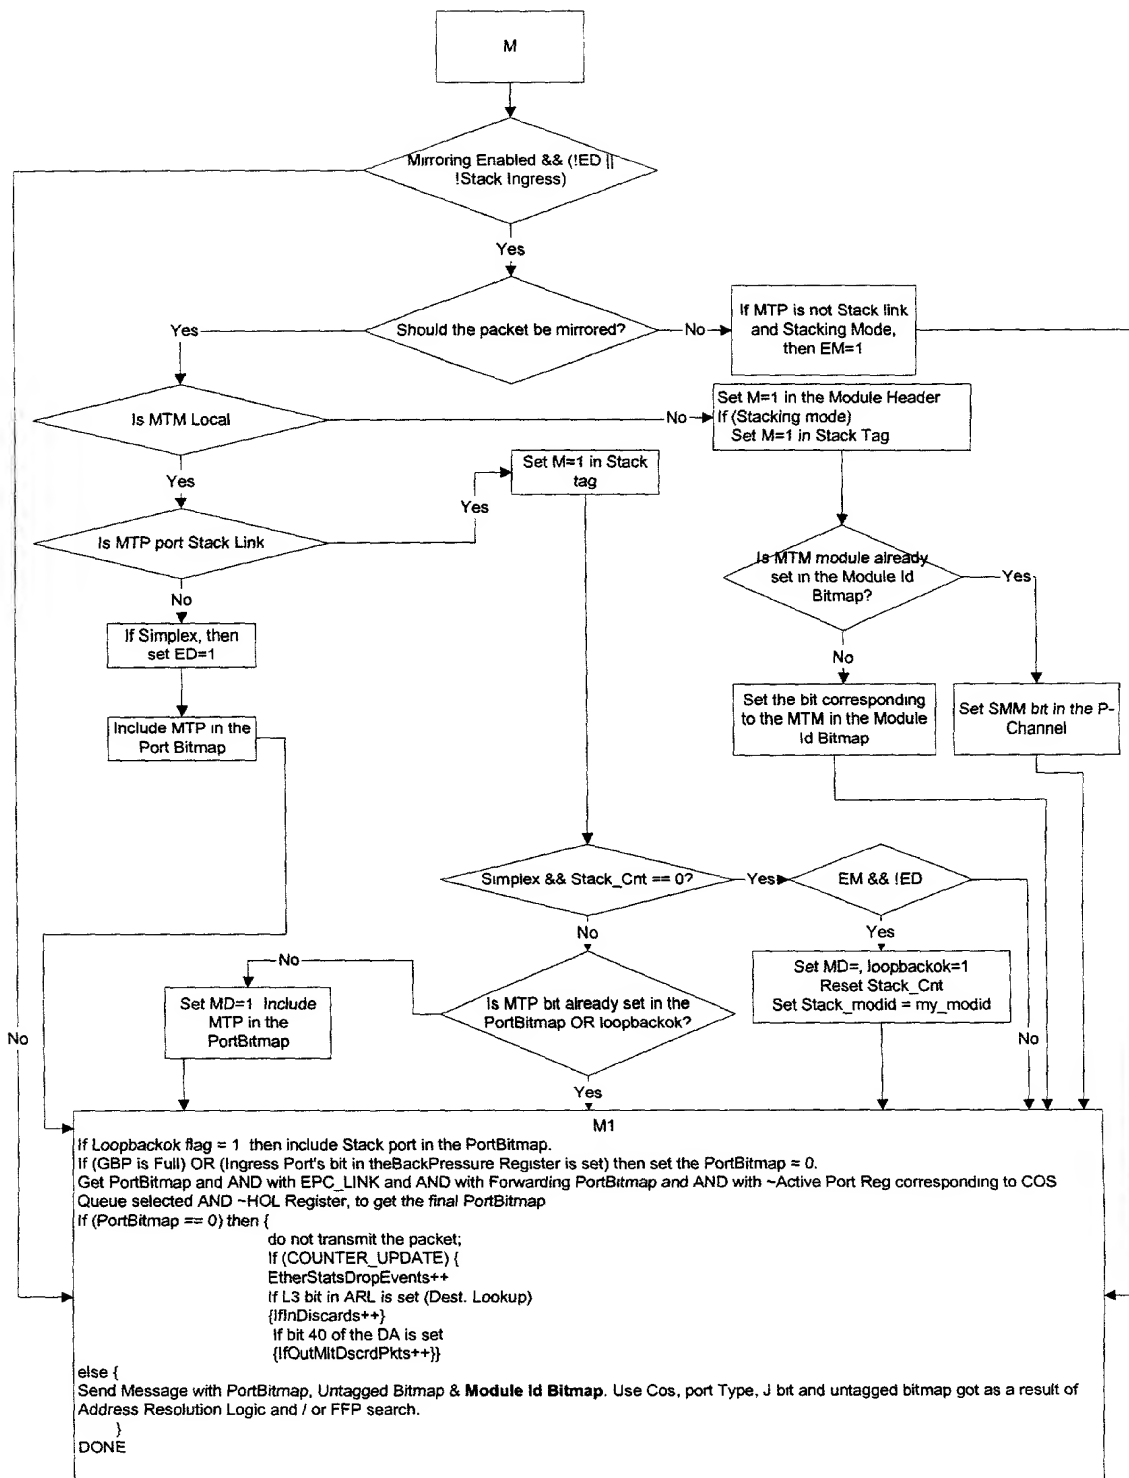 M
Mirroring Enabled && (!ED ||
!Stack Ingress)
Yes
Should the packet be mirrored?
Yes
No
If MTP is not Stack link
and Stacking Mode,
then EM=1
Is MTM Local
No
Set M=1 in the Module Header
If (Stacking mode)
Set M=1 in Stack Tag
Yes
Set M=1 in Stack
tag
Yes
Is MTP port Stack Link
Is MTM module already
set in the Module Id
Bitmap?
Yes
No
If Simplex, then
set ED=1
No
Include MTP in the
Port Bitmap
Set the bit corresponding
to the MTM in the Module
Id Bitmap
Set SMM bit in the P-
Channel
Simplex && Stack_Cnt == 0?
Yes
EM && !ED
No
Yes
No
Set MD=1 Include
MTP in the
PortBitmap
Is MTP bit already set in the
PortBitmap OR loopbackok?
Set MD=, loopbackok=1
Reset Stack_Cnt
Set Stack_modid = my_modid
No
No
Yes
M1
If Loopbackok flag = 1 then include Stack port in the PortBitmap.
If (GBP is Full) OR (Ingress Port's bit in theBackPressure Register is set) then set the PortBitmap = 0.
Get PortBitmap and AND with EPC_LINK and AND with Forwarding PortBitmap and AND with ~Active Port Reg corresponding to COS
Queue selected AND ~HOL Register, to get the final PortBitmap
If (PortBitmap == 0) then {
do not transmit the packet;
If (COUNTER_UPDATE) {
EtherStatsDropEvents++
If L3 bit in ARL is set (Dest. Lookup)
{IfInDiscards++}
If bit 40 of the DA is set
{IfOutMltDscrdPkts++}}
else {
Send Message with PortBitmap, Untagged Bitmap & Module Id Bitmap. Use Cos, port Type, J bit and untagged bitmap got as a result of
Address Resolution Logic and / or FFP search.
}
DONE